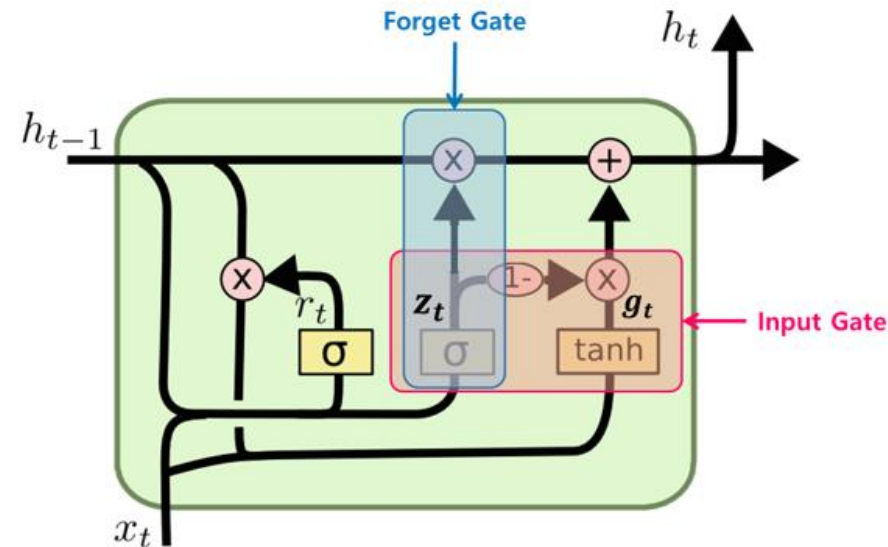 Forget Gate
h_t
h_{t-1}
x
+
x
r_t
z_t
1-
x
g_t
Input Gate
σ
σ
tanh
x_t